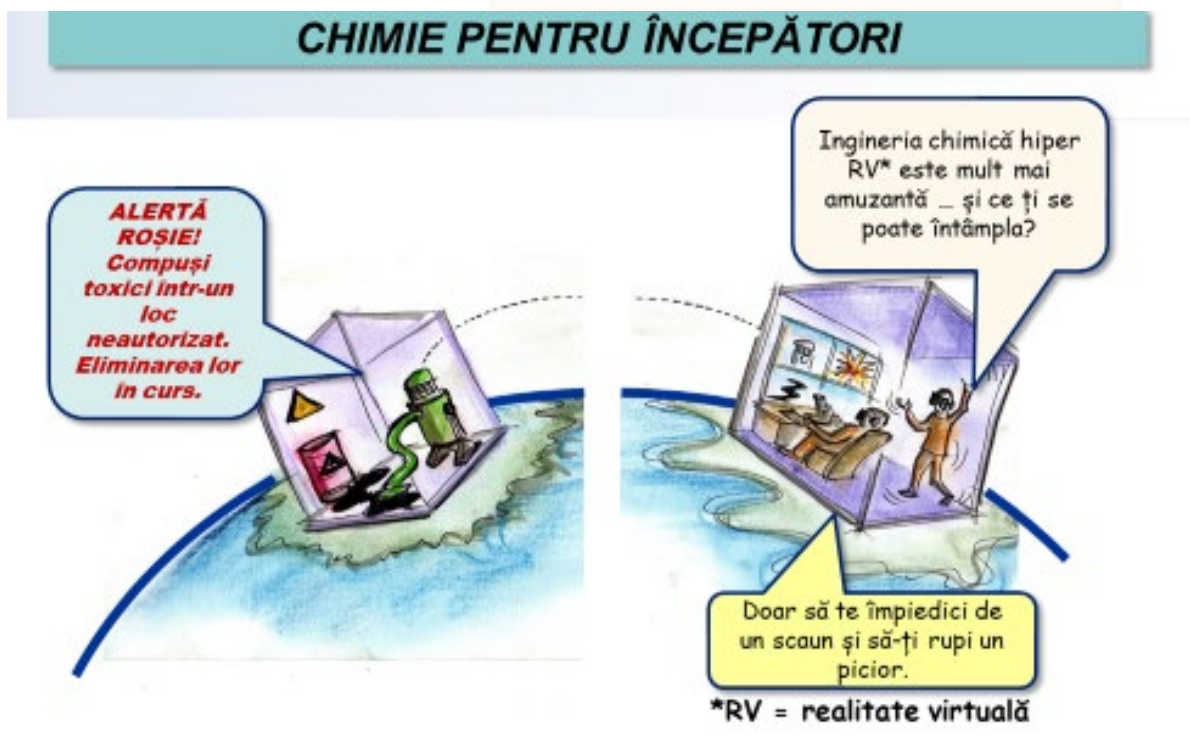 CHIMIE PENTRU ÎNCEPĂTORI
ALERTĂ
ROȘIE!
Compuși
toxici într-un
loc
neautorizat.
Eliminarea lor
în curs.
Ingineria chimică hiper
RV* este mult mai
amuzantă … și ce ți se
poate întâmpla?
Doar să te împiedici de
un scaun și să-ți rupi un
picior.
*RV = realitate virtuală